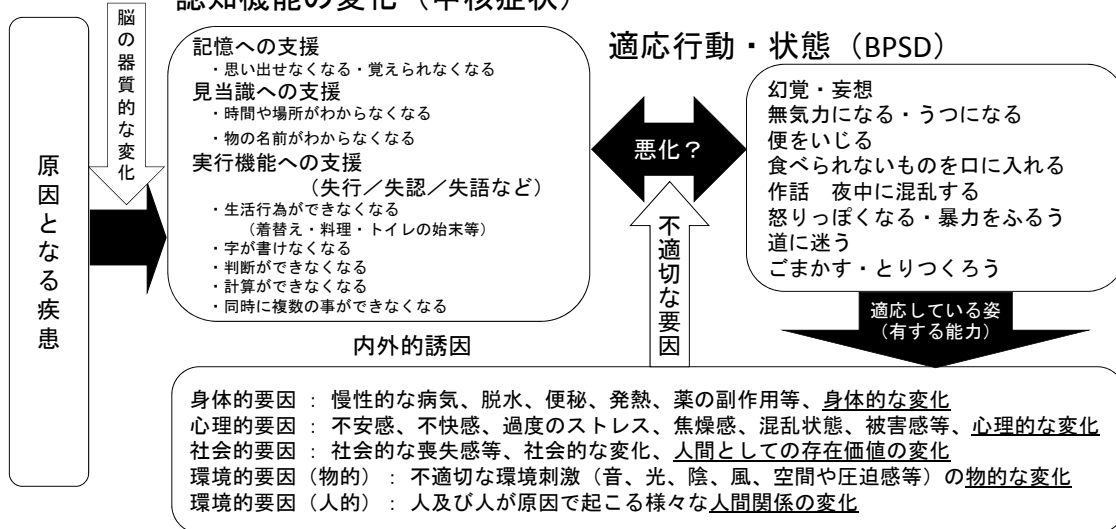 認知機能の変化（中核症状）
脳の器質的な変化
原因となる疾患
記憶への支援
・思い出せなくなる・覚えられなくなる
見当識への支援
・時間や場所がわからなくなる
・物の名前がわからなくなる
実行機能への支援
（失行／失認／失語など）
・生活行為ができなくなる
（着替え・料理・トイレの始末等）
・字が書けなくなる
・判断ができなくなる
・計算ができなくなる
・同時に複数の事ができなくなる
適応行動・状態（BPSD）
悪化？
不適切な要因
幻覚・妄想
無気力になる・うつになる
便をいじる
食べられないものを口に入れる
作話　夜中に混乱する
怒りっぽくなる・暴力をふるう
道に迷う
ごまかす・とりつくろう
適応している姿
（有する能力）
内外的誘因
身体的要因 ： 慢性的な病気、脱水、便秘、発熱、薬の副作用等、身体的な変化
心理的要因 ： 不安感、不快感、過度のストレス、焦燥感、混乱状態、被害感等、心理的な変化
社会的要因 ： 社会的な喪失感等、社会的な変化、人間としての存在価値の変化
環境的要因（物的）： 不適切な環境刺激（音、光、陰、風、空間や圧迫感等）の物的な変化
環境的要因（人的）： 人及び人が原因で起こる様々な人間関係の変化